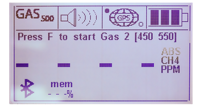 GAS 500 GPS
Press F to start Gas 2 [450 550]
ABS
CH4
PPM
mem
---%